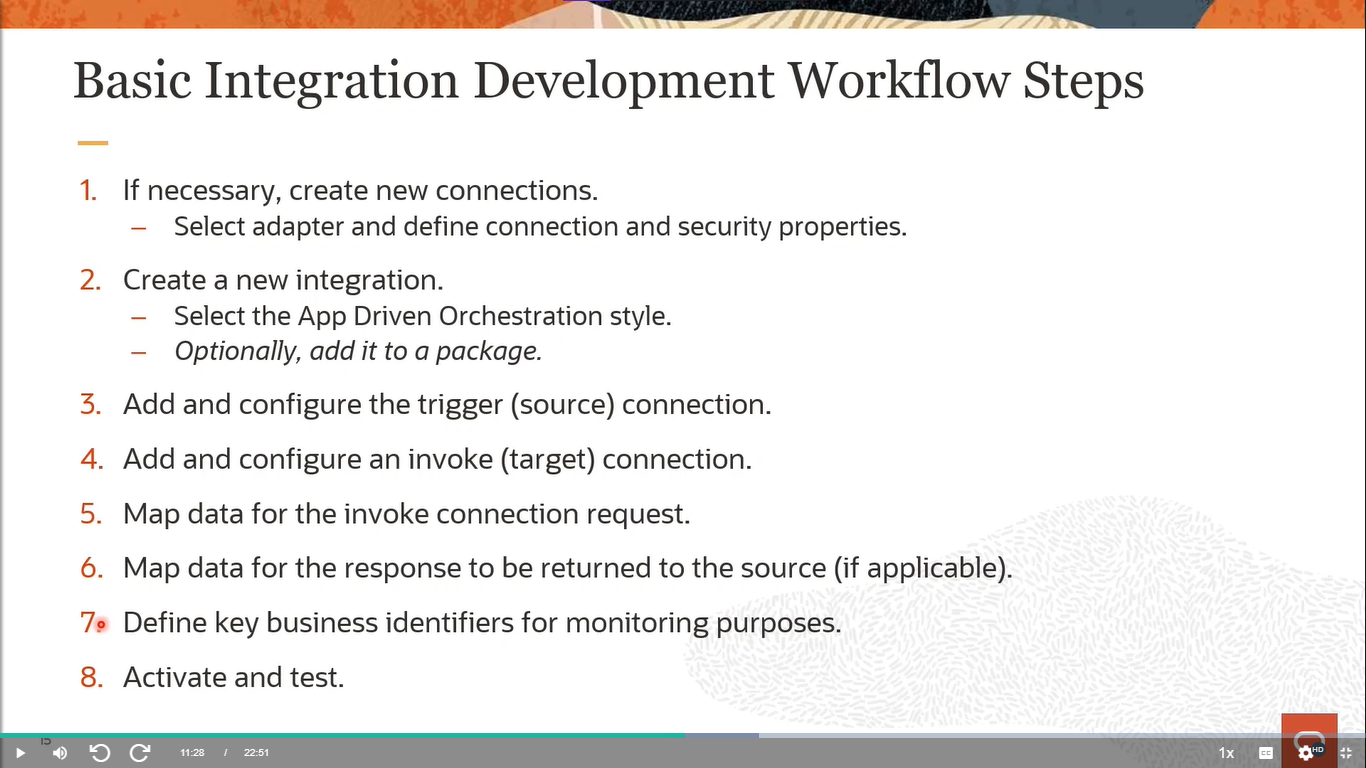 Basic Integration Development Workflow Steps
1. If necessary, create new connections.
– Select adapter and define connection and security properties.
2. Create a new integration.
– Select the App Driven Orchestration style.
– Optionally, add it to a package.
3. Add and configure the trigger (source) connection.
4. Add and configure an invoke (target) connection.
5. Map data for the invoke connection request.
6. Map data for the response to be returned to the source (if applicable).
7. Define key business identifiers for monitoring purposes.
8. Activate and test.
15
11:28 / 22:51 1x CC HD